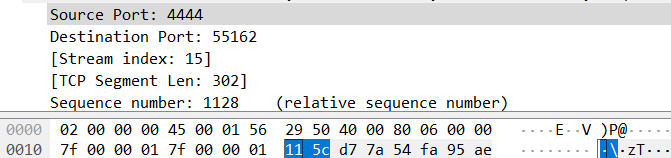 Source Port: 4444
Destination Port: 55162
[Stream index: 15]
[TCP Segment Len: 302]
Sequence number: 1128    (relative sequence number)
0000  02 00 00 00 45 00 01 56  29 50 40 00 80 06 00 00  ····E··V )P@·····
0010  7f 00 00 01 7f 00 00 01  11 5c d7 7a 54 fa 95 ae  ········ ·\·zT···